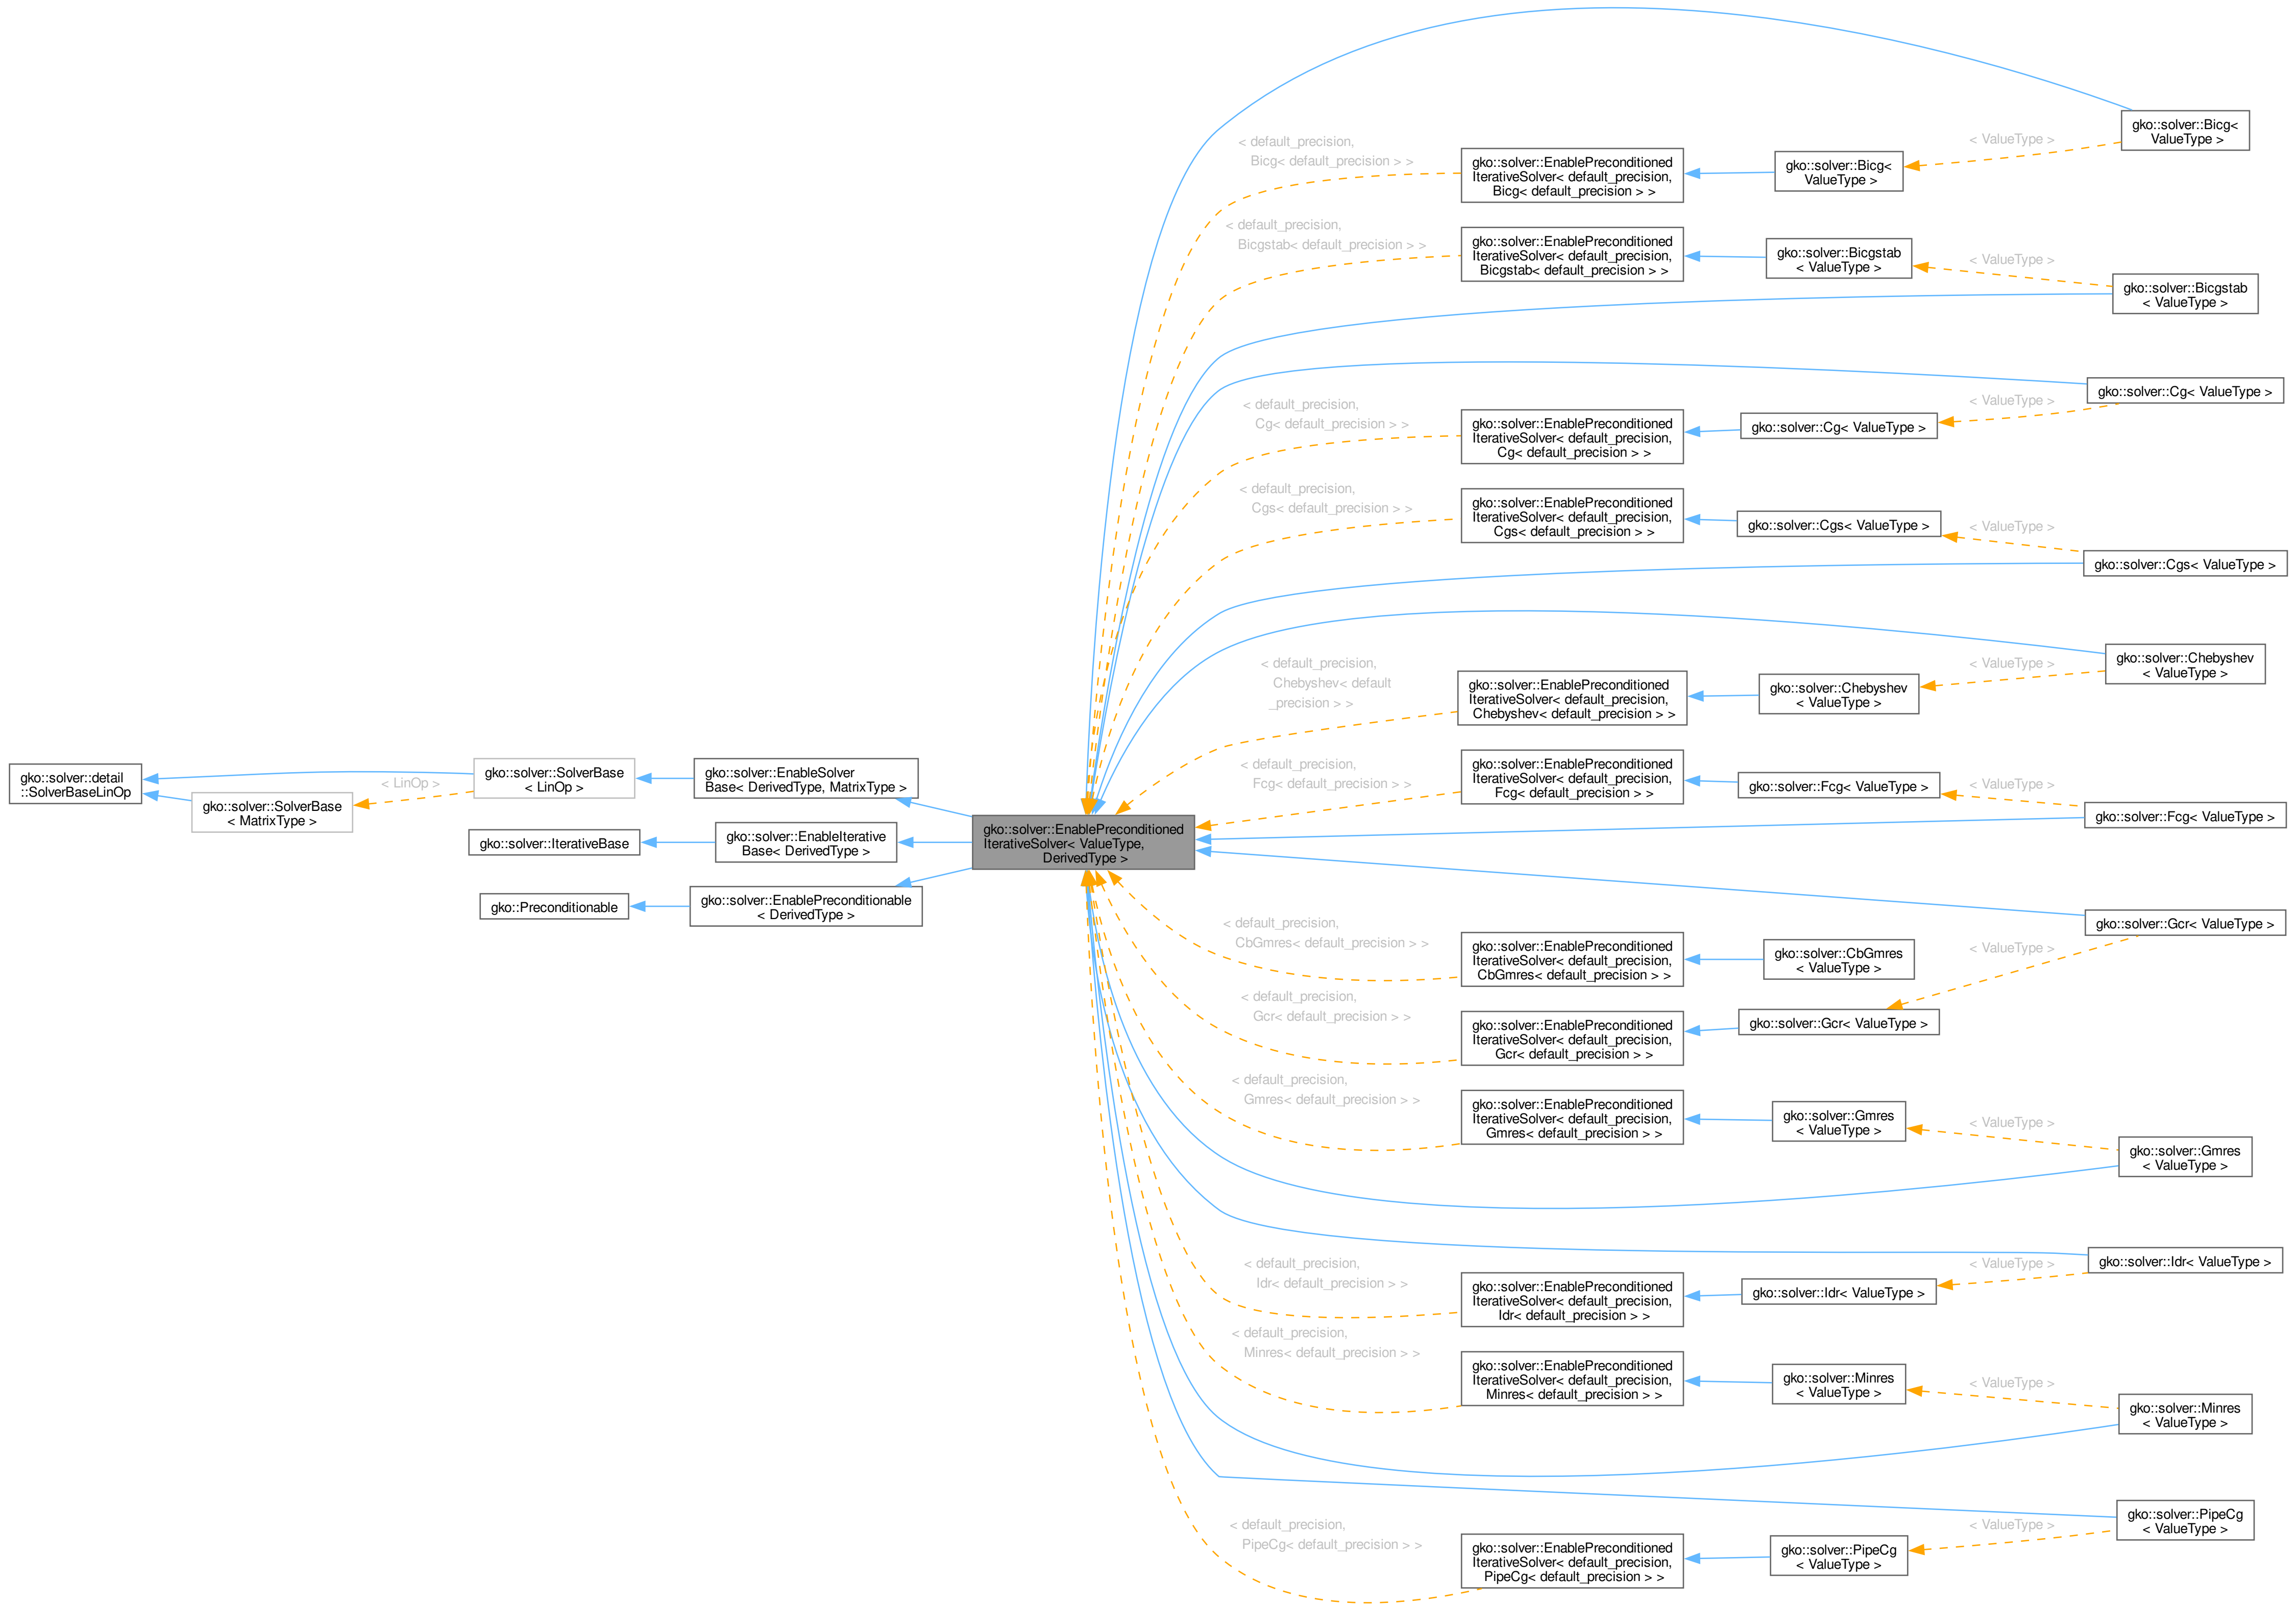 gko::solver::detail
::SolverBaseLinOp
gko::solver::SolverBase
< MatrixType >
< LinOp >
gko::solver::SolverBase
< LinOp >
gko::solver::EnableSolver
Base< DerivedType, MatrixType >
gko::solver::IterativeBase
gko::solver::EnableIterative
Base< DerivedType >
gko::Preconditionable
gko::solver::EnablePreconditionable
< DerivedType >
gko::solver::EnablePreconditioned
IterativeSolver< ValueType,
DerivedType >
< default_precision,
Bicg< default_precision > >
gko::solver::EnablePreconditioned
IterativeSolver< default_precision,
Bicg< default_precision > >
gko::solver::Bicg<
ValueType >
< ValueType >
gko::solver::Bicg<
ValueType >
< default_precision,
Bicgstab< default_precision > >
gko::solver::EnablePreconditioned
IterativeSolver< default_precision,
Bicgstab< default_precision > >
gko::solver::Bicgstab
< ValueType >
< ValueType >
gko::solver::Bicgstab
< ValueType >
< default_precision,
Cg< default_precision > >
gko::solver::EnablePreconditioned
IterativeSolver< default_precision,
Cg< default_precision > >
gko::solver::Cg< ValueType >
< ValueType >
gko::solver::Cg< ValueType >
< default_precision,
Cgs< default_precision > >
gko::solver::EnablePreconditioned
IterativeSolver< default_precision,
Cgs< default_precision > >
gko::solver::Cgs< ValueType >
< ValueType >
gko::solver::Cgs< ValueType >
< default_precision,
Chebyshev< default
_precision > >
gko::solver::EnablePreconditioned
IterativeSolver< default_precision,
Chebyshev< default_precision > >
gko::solver::Chebyshev
< ValueType >
< ValueType >
gko::solver::Chebyshev
< ValueType >
< default_precision,
Fcg< default_precision > >
gko::solver::EnablePreconditioned
IterativeSolver< default_precision,
Fcg< default_precision > >
gko::solver::Fcg< ValueType >
< ValueType >
gko::solver::Fcg< ValueType >
< default_precision,
CbGmres< default_precision > >
gko::solver::EnablePreconditioned
IterativeSolver< default_precision,
CbGmres< default_precision > >
gko::solver::CbGmres
< ValueType >
< default_precision,
Gcr< default_precision > >
gko::solver::EnablePreconditioned
IterativeSolver< default_precision,
Gcr< default_precision > >
gko::solver::Gcr< ValueType >
< ValueType >
gko::solver::Gcr< ValueType >
< default_precision,
Gmres< default_precision > >
gko::solver::EnablePreconditioned
IterativeSolver< default_precision,
Gmres< default_precision > >
gko::solver::Gmres
< ValueType >
< ValueType >
gko::solver::Gmres
< ValueType >
< default_precision,
Idr< default_precision > >
gko::solver::EnablePreconditioned
IterativeSolver< default_precision,
Idr< default_precision > >
gko::solver::Idr< ValueType >
< ValueType >
gko::solver::Idr< ValueType >
< default_precision,
Minres< default_precision > >
gko::solver::EnablePreconditioned
IterativeSolver< default_precision,
Minres< default_precision > >
gko::solver::Minres
< ValueType >
< ValueType >
gko::solver::Minres
< ValueType >
< default_precision,
PipeCg< default_precision > >
gko::solver::EnablePreconditioned
IterativeSolver< default_precision,
PipeCg< default_precision > >
gko::solver::PipeCg
< ValueType >
< ValueType >
gko::solver::PipeCg
< ValueType >